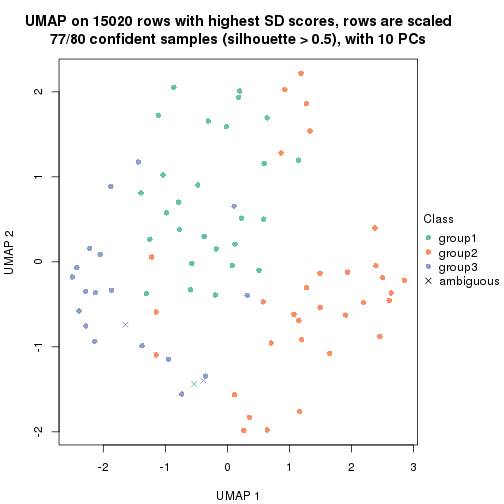 UMAP on 15020 rows with highest SD scores, rows are scaled
77/80 confident samples (silhouette > 0.5), with 10 PCs
2
1
0
-1
-2
UMAP 2
-2
-1
0
1
2
3
UMAP 1
Class
group1
group2
group3
ambiguous